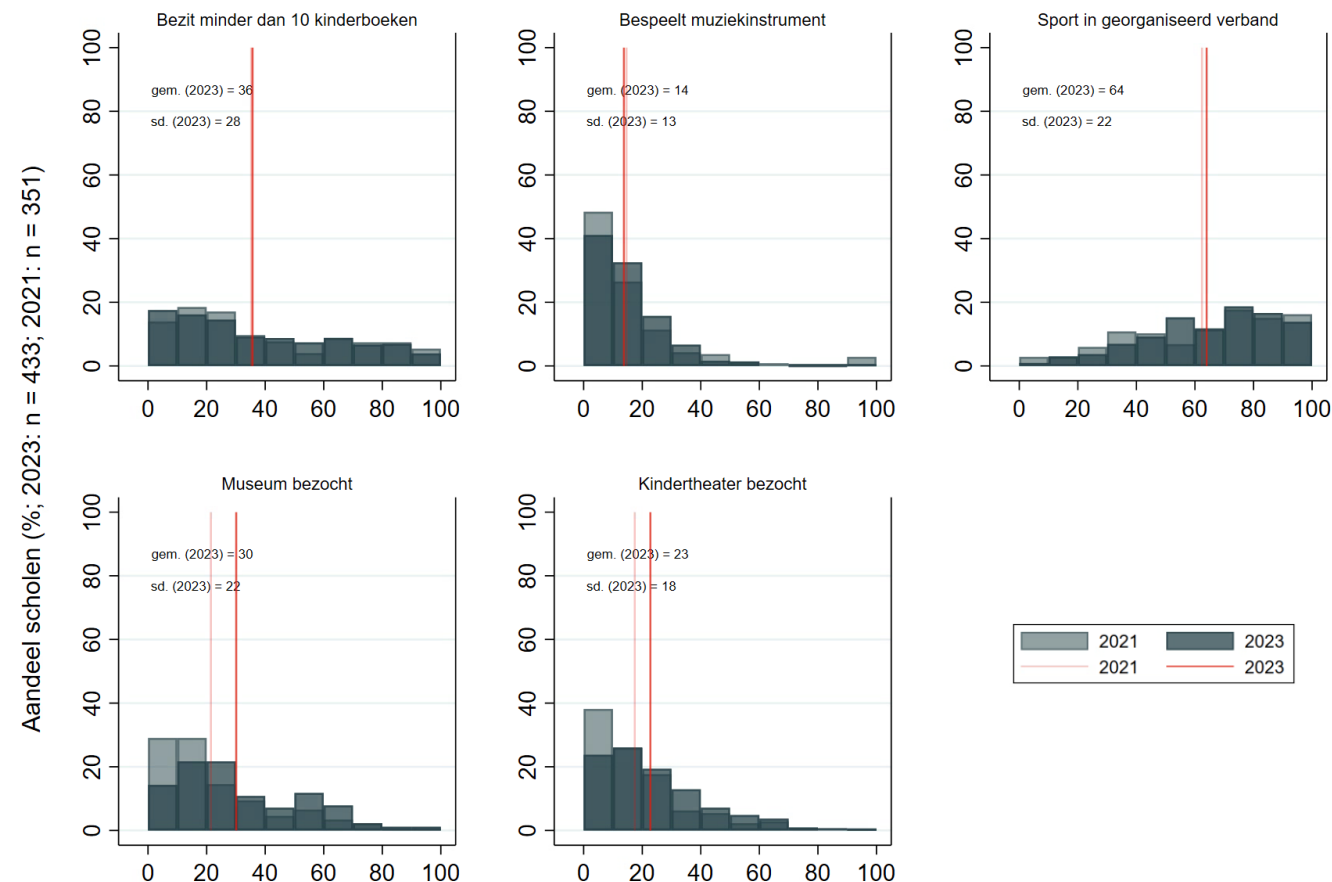 Aandeel scholen (%; 2023: n = 433; 2021: n = 351)
Bezit minder dan 10 kinderboeken
gem. (2023) = 36
sd. (2023) = 28
100
80
60
40
20
0
0 20 40 60 80 100
Bespeelt muziekinstrument
gem. (2023) = 14
sd. (2023) = 13
100
80
60
40
20
0
0 20 40 60 80 100
Sport in georganiseerd verband
gem. (2023) = 64
sd. (2023) = 22
100
80
60
40
20
0
0 20 40 60 80 100
Museum bezocht
gem. (2023) = 30
sd. (2023) = 22
100
80
60
40
20
0
0 20 40 60 80 100
Kindertheater bezocht
gem. (2023) = 23
sd. (2023) = 18
100
80
60
40
20
0
0 20 40 60 80 100
2021 2023
2021 2023